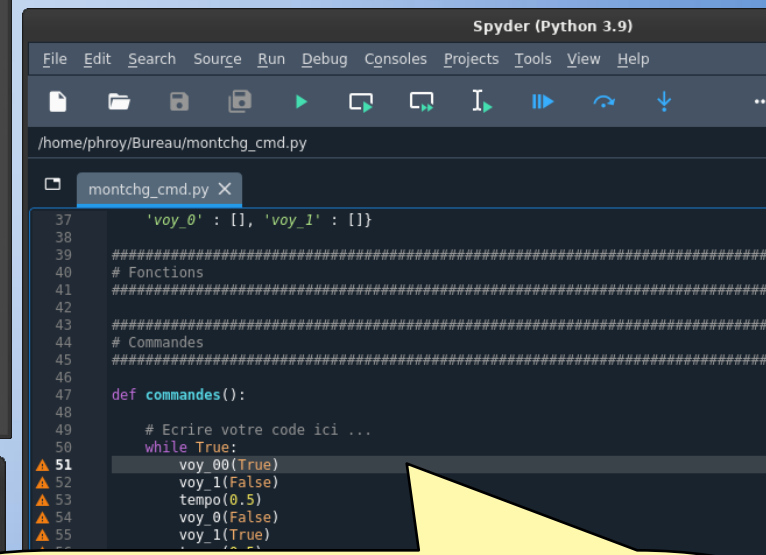 Spyder (Python 3.9)
File Edit Search Source Run Debug Consoles Projects Tools View Help
/home/phroy/Bureau/montchg_cmd.py
montchg_cmd.py
37 'voy_0' : [], 'voy_1' : []}
38
39 ##############################################################################
40 # Fonctions
41 ##############################################################################
42
43 ##############################################################################
44 # Commandes
45 ##############################################################################
46
47 def commandes():
48
49 # Ecrire votre code ici ...
50 while True:
51 voy_00(True)
52 voy_1(False)
53 tempo(0.5)
54 voy_0(False)
55 voy_1(True)